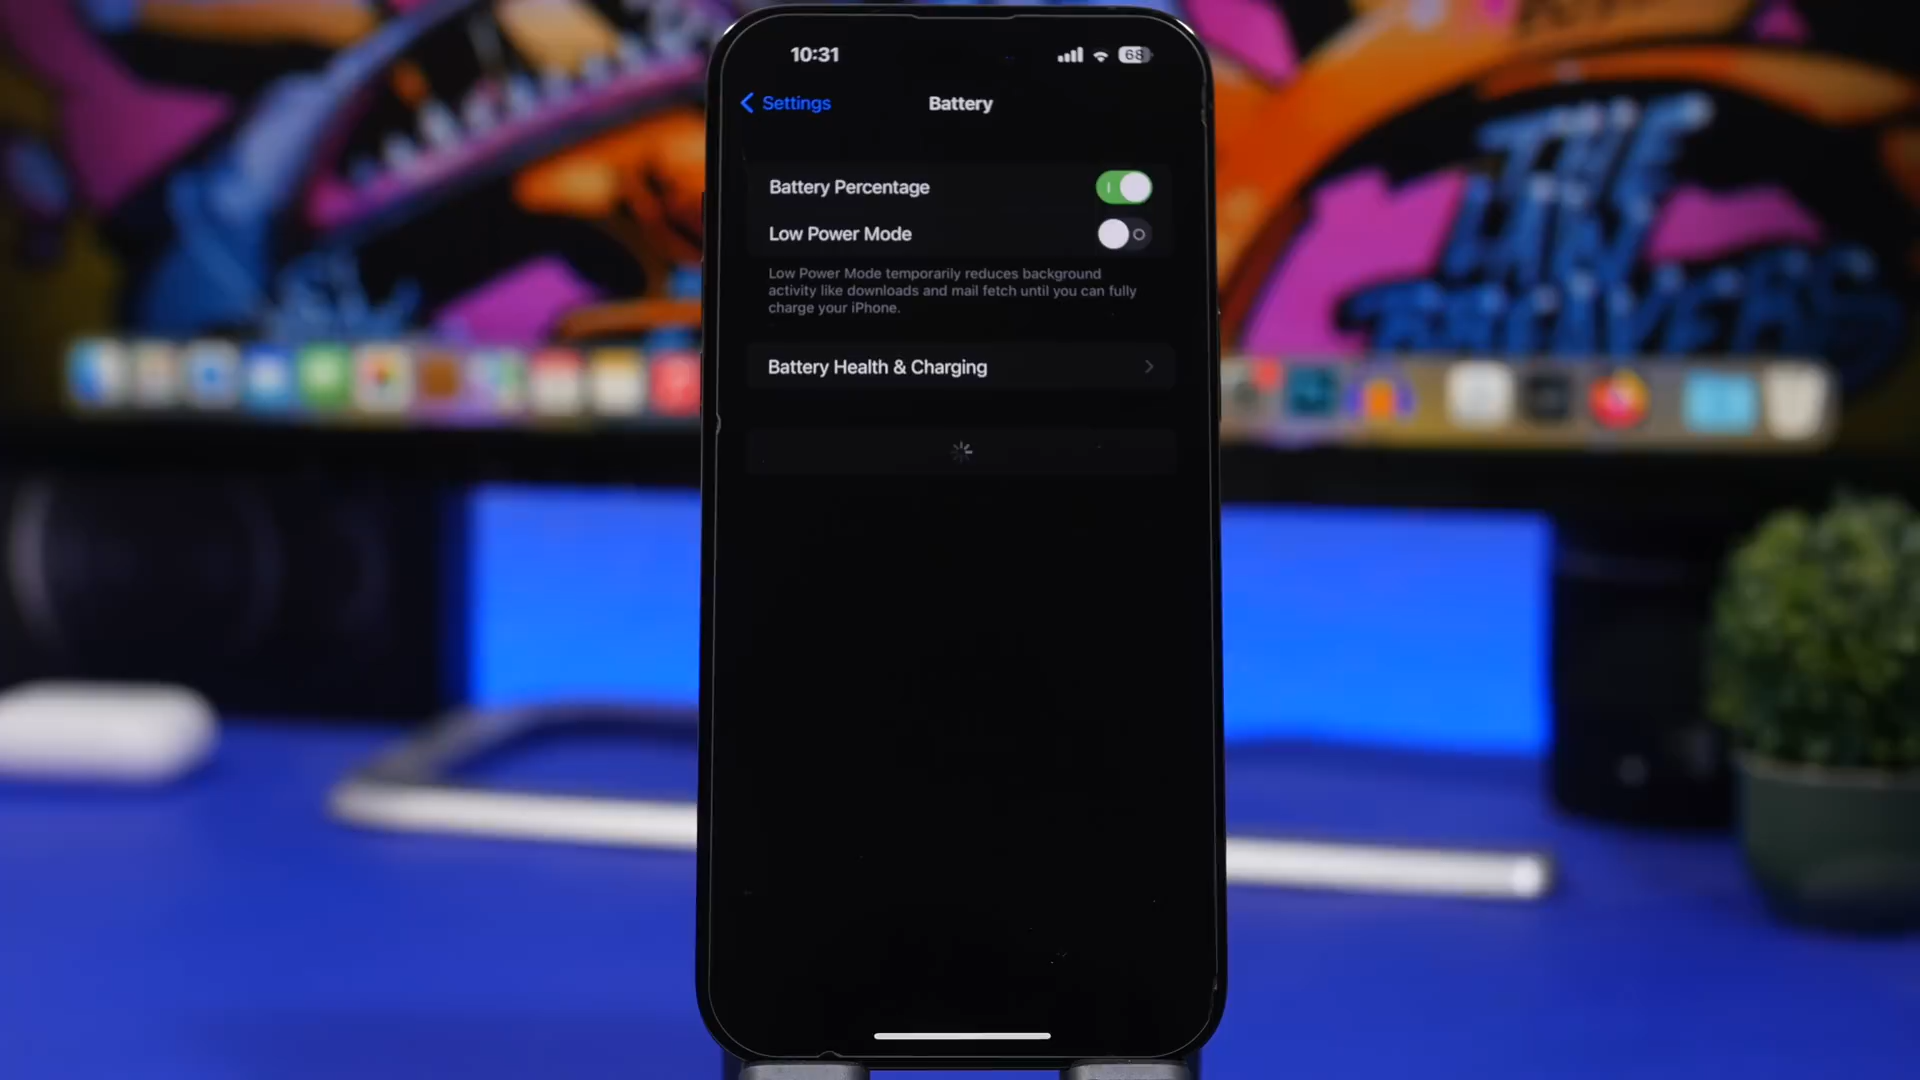 10:31
68
Settings
Battery
Battery Percentage
Low Power Mode
Low Power Mode temporarily reduces background
activity like downloads and mail fetch until you can fully
charge your iPhone.
Battery Health & Charging
THE